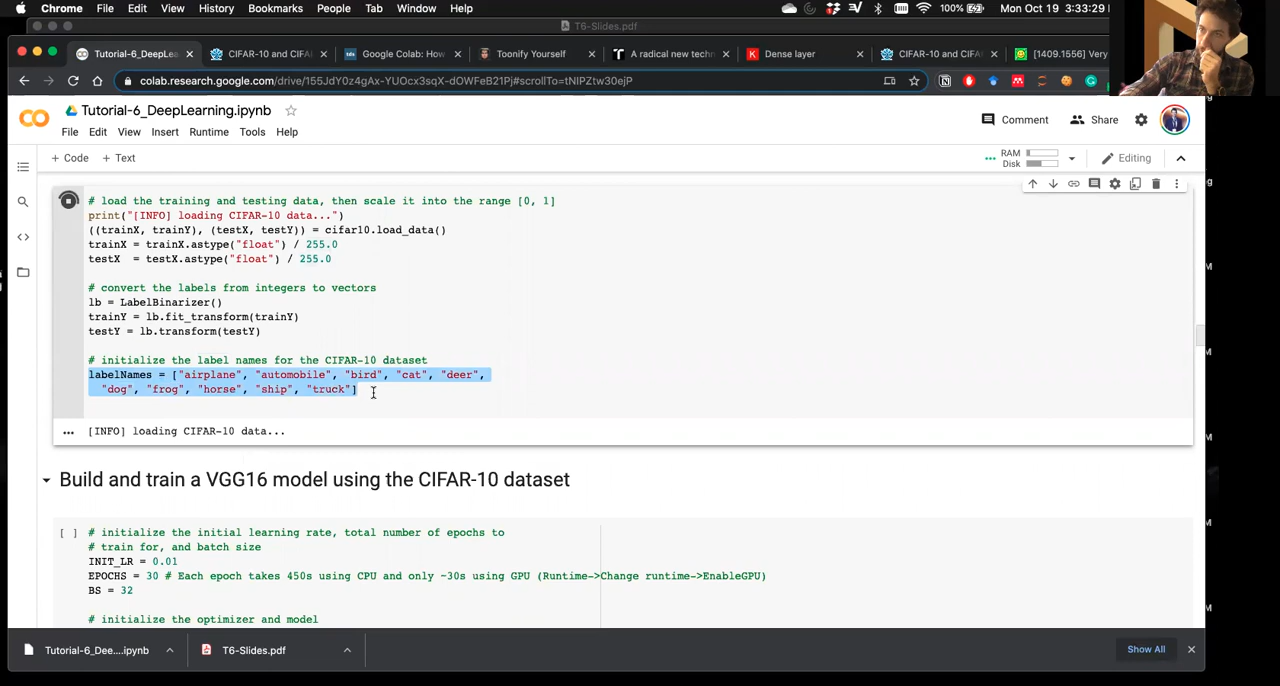 Chrome File Edit View History Bookmarks People Tab Window Help 100% Mon Oct 19 3:33:29
T6-Slides.pdf
Tutorial-6_DeepLea CIFAR-10 and CIFA Google Colab: How Toonify Yourself A radical new techn Dense layer CIFAR-10 and CIFA [1409.1556] Very
colab.research.google.com/drive/155JdY0z4gAx-YUOcx3sqX-dOWFeB21Pj#scrollTo=tNIPZtw30ejP
Tutorial-6_DeepLearning.ipynb
File Edit View Insert Runtime Tools Help
Comment Share
+ Code + Text
RAM
Disk
Editing
# load the training and testing data, then scale it into the range [0, 1]
print("[INFO] loading CIFAR-10 data...")
((trainX, trainY), (testX, testY)) = cifar10.load_data()
trainX = trainX.astype("float") / 255.0
testX = testX.astype("float") / 255.0
# convert the labels from integers to vectors
lb = LabelBinarizer()
trainY = lb.fit_transform(trainY)
testY = lb.transform(testY)
# initialize the label names for the CIFAR-10 dataset
labelNames = ["airplane", "automobile", "bird", "cat", "deer",
"dog", "frog", "horse", "ship", "truck"]
[INFO] loading CIFAR-10 data...
Build and train a VGG16 model using the CIFAR-10 dataset
[ ] # initialize the initial learning rate, total number of epochs to
# train for, and batch size
INIT_LR = 0.01
EPOCHS = 30 # Each epoch takes 450s using CPU and only ~30s using GPU (Runtime->Change runtime->EnableGPU)
BS = 32
# initialize the optimizer and model
Tutorial-6_Dee....ipynb T6-Slides.pdf Show All